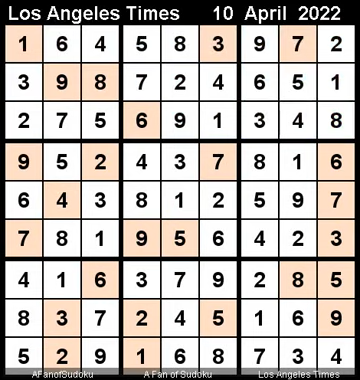 Los Angeles Times 10 April 2022
1 6 4 5 8 3 9 7 2
3 9 8 7 2 4 6 5 1
2 7 5 6 9 1 3 4 8
9 5 2 4 3 7 8 1 6
6 4 3 8 1 2 5 9 7
7 8 1 9 5 6 4 2 3
4 1 6 3 7 9 2 8 5
8 3 7 2 4 5 1 6 9
5 2 9 1 6 8 7 3 4
AFanofSudoku A Fan of Sudoku Los Angeles Times